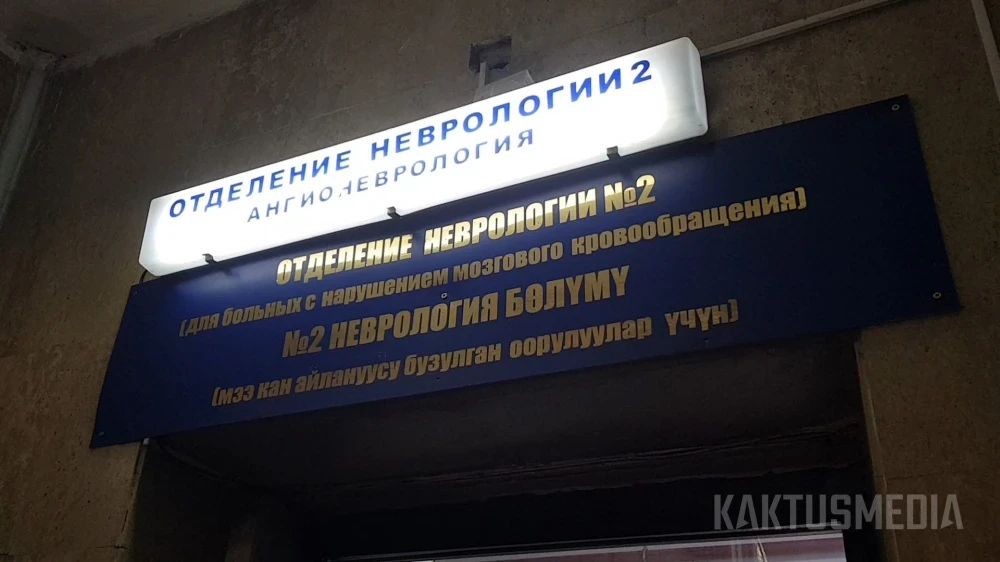 ОТДЕЛЕНИЕ НЕВРОЛОГИИ 2
АНГИОНЕВРОЛОГИЯ
ОТДЕЛЕНИЕ НЕВРОЛОГИИ №2
(для больных с нарушением мозгового кровообращения)
№2 НЕВРОЛОГИЯ БӨЛҮМҮ
(мээ кан айлануусу бузулган оорулуулар үчүн)
KAKTUSMEDIA